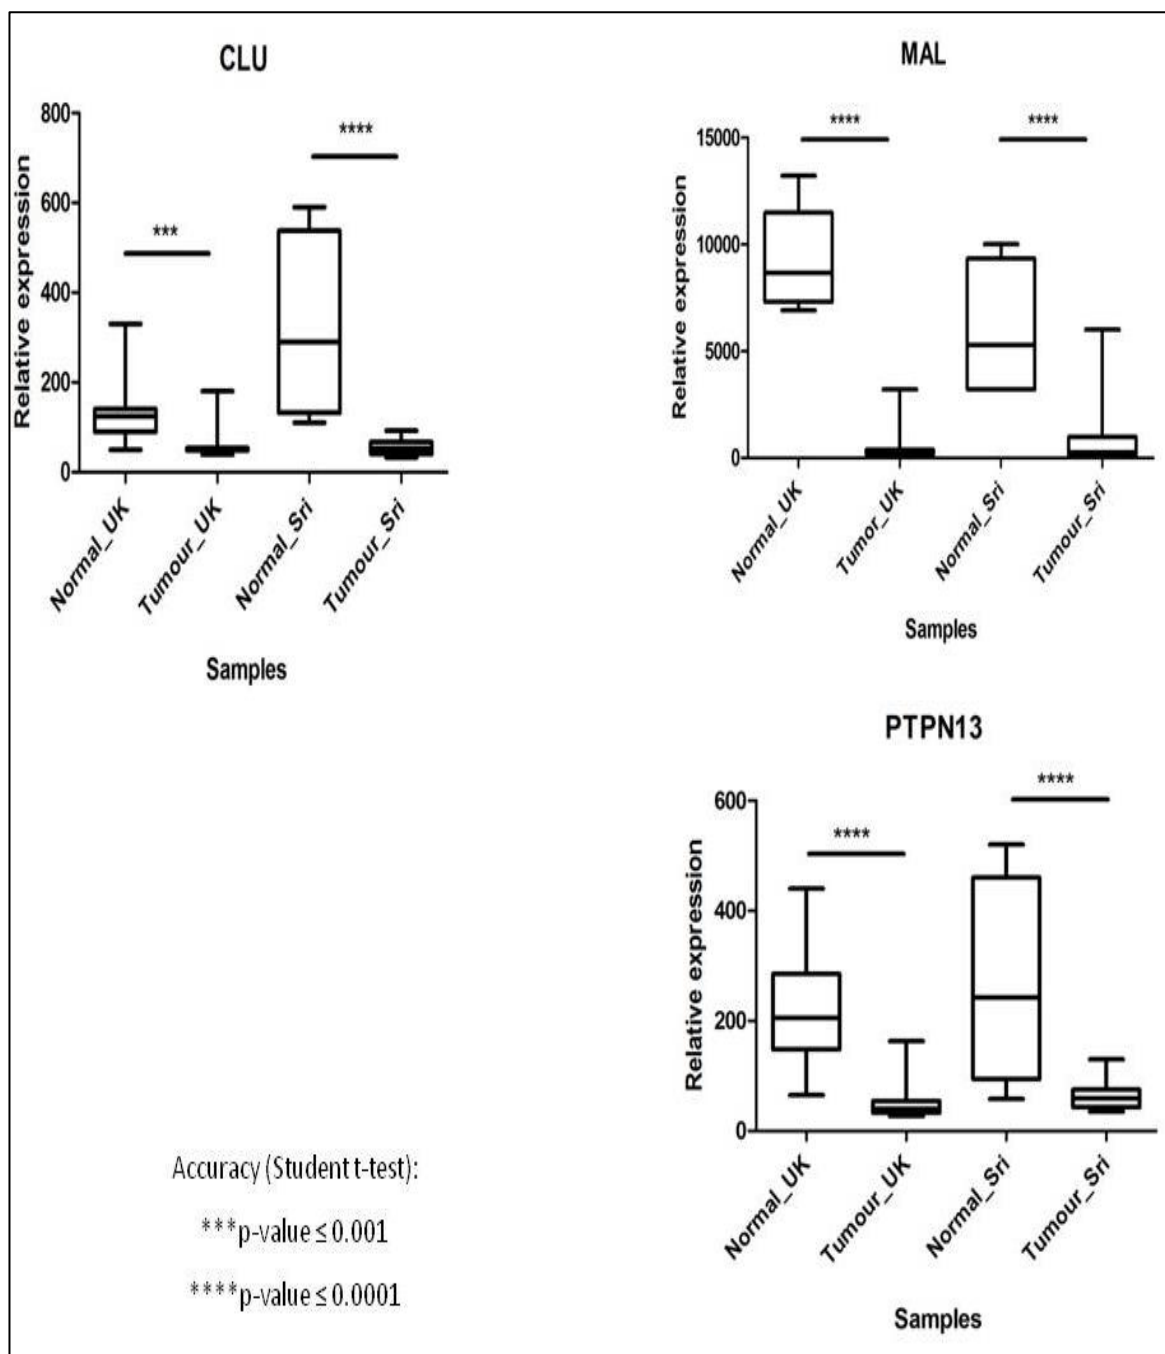 CLU
800
600
400
200
0
Relative expression
***
****
Normal_UK
Tumour_UK
Normal_Sri
Tumour_Sri
Samples
MAL
15000
10000
5000
0
Relative expression
****
****
Normal_UK
Tumor_UK
Normal_Sri
Tumour_Sri
Samples
PTPN13
600
400
200
0
Relative expression
****
****
Normal_UK
Tumour_UK
Normal_Sri
Tumour_Sri
Samples
Accuracy (Student t-test):
***p-value ≤ 0.001
****p-value ≤ 0.0001